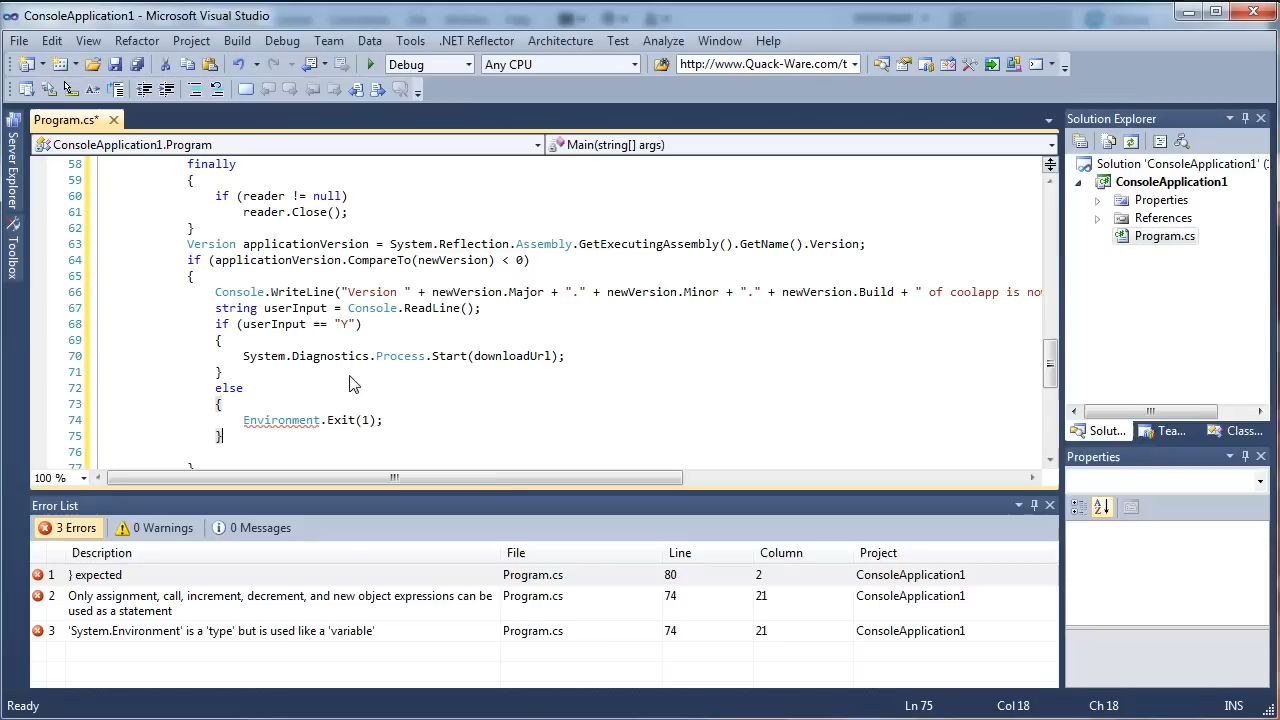 ConsoleApplication1 - Microsoft Visual Studio
File Edit View Refactor Project Build Debug Team Data Tools .NET Reflector Architecture Test Analyze Window Help
Debug Any CPU http://www.Quack-Ware.com/t
Program.cs*
ConsoleApplication1.Program Main(string[] args)
58 finally
59 {
60 if (reader != null)
61 reader.Close();
62 }
63 Version applicationVersion = System.Reflection.Assembly.GetExecutingAssembly().GetName().Version;
64 if (applicationVersion.CompareTo(newVersion) < 0)
65 {
66 Console.WriteLine("Version " + newVersion.Major + "." + newVersion.Minor + "." + newVersion.Build + " of coolapp is no
67 string userInput = Console.ReadLine();
68 if (userInput == "Y")
69 {
70 System.Diagnostics.Process.Start(downloadUrl);
71 }
72 else
73 {
74 Environment.Exit(1);
75 }
76
77 }
100 %
Server Explorer
Toolbox
Solution Explorer
Solution 'ConsoleApplication1' (
ConsoleApplication1
Properties
References
Program.cs
Solut... Tea... Class...
Properties
Error List
3 Errors 0 Warnings 0 Messages
Description File Line Column Project
1 } expected Program.cs 80 2 ConsoleApplication1
2 Only assignment, call, increment, decrement, and new object expressions can be Program.cs 74 21 ConsoleApplication1
used as a statement
3 'System.Environment' is a 'type' but is used like a 'variable' Program.cs 74 21 ConsoleApplication1
Ready Ln 75 Col 18 Ch 18 INS